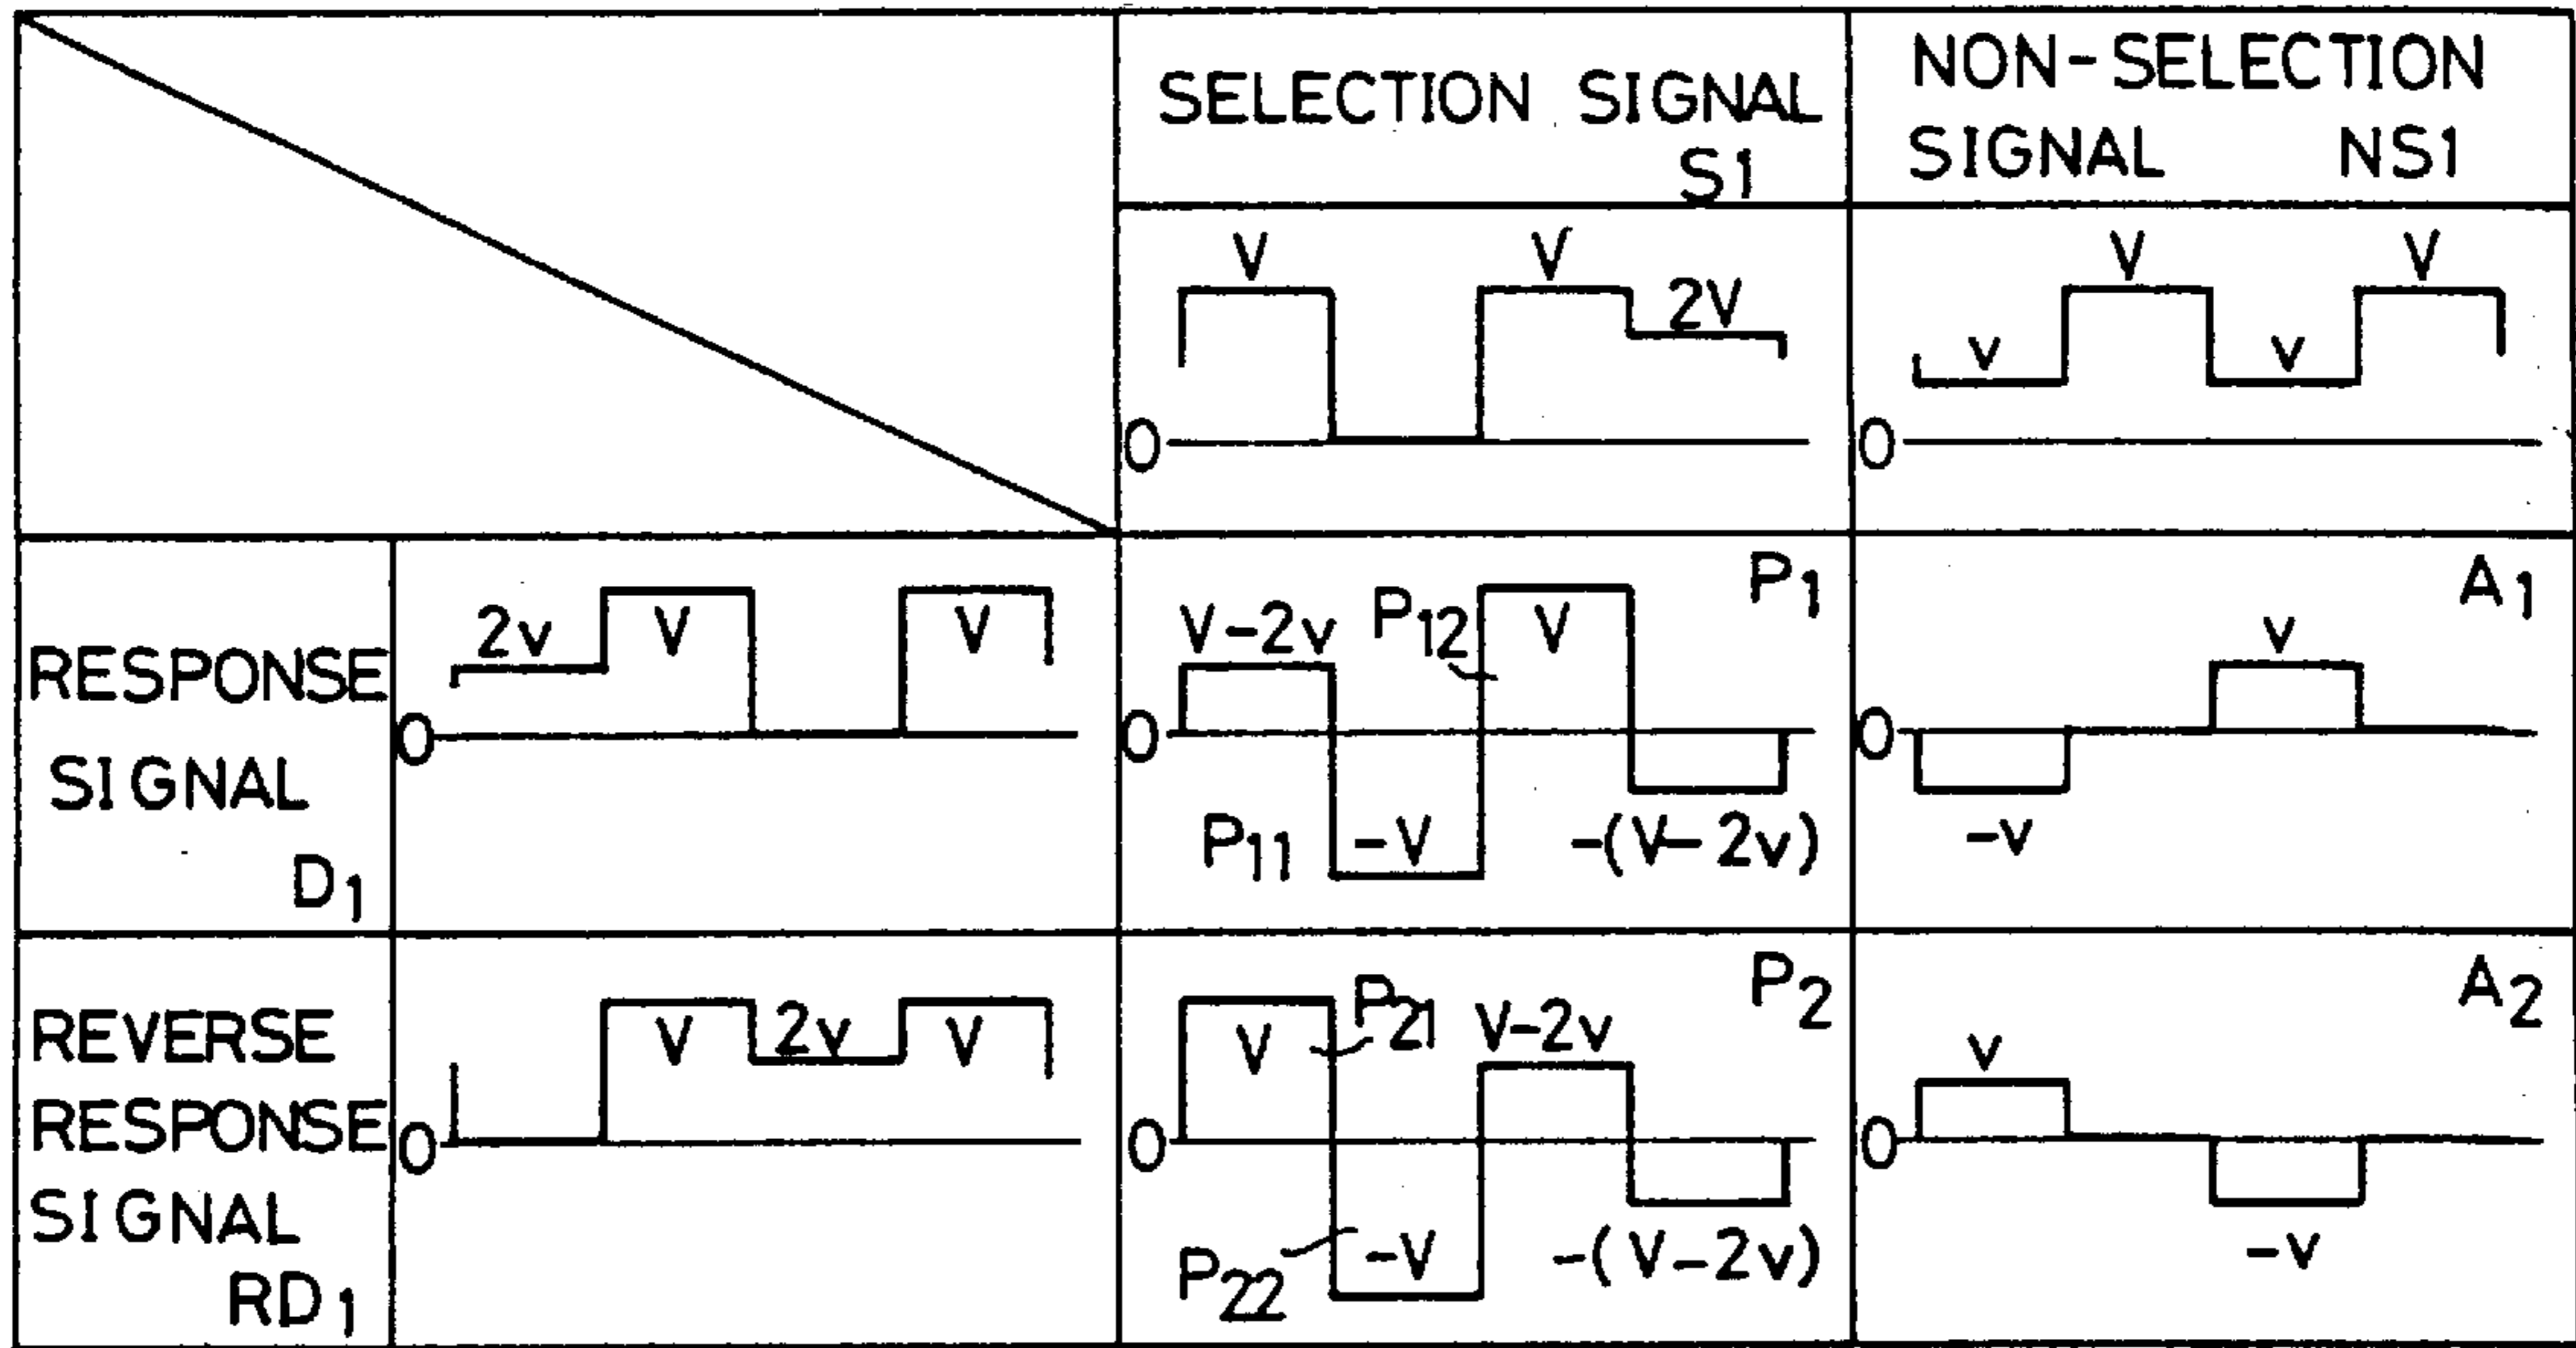 SELECTION SIGNAL
S1
NON-SELECTION
SIGNAL NS1
V V
2V
0
V V
v v
0
RESPONSE
SIGNAL
D1
2v V V
0
P1
V-2v P12 V
0
P11 -V -(V-2v)
A1
v
0
-v
REVERSE
RESPONSE
SIGNAL
RD1
V 2v V
0
P2
V P21 V-2v
0
P22 -V -(V-2v)
A2
v
0
-v